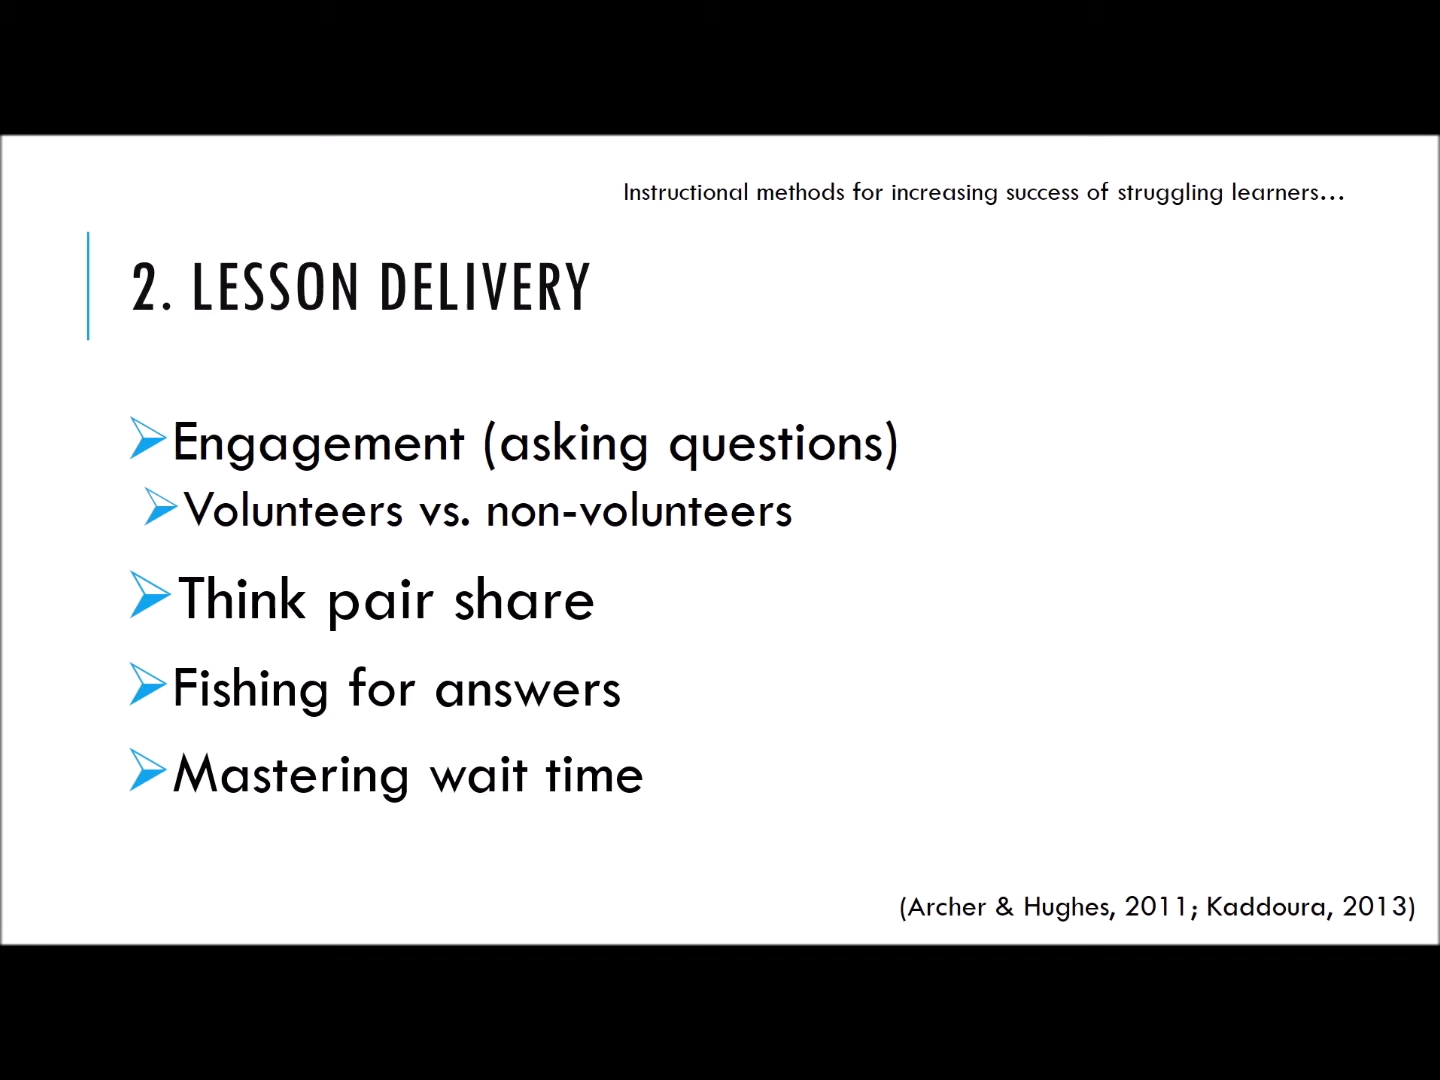 Instructional methods for increasing success of struggling learners...
2. LESSON DELIVERY
Engagement (asking questions)
Volunteers vs. non-volunteers
Think pair share
Fishing for answers
Mastering wait time
(Archer & Hughes, 2011; Kaddoura, 2013)